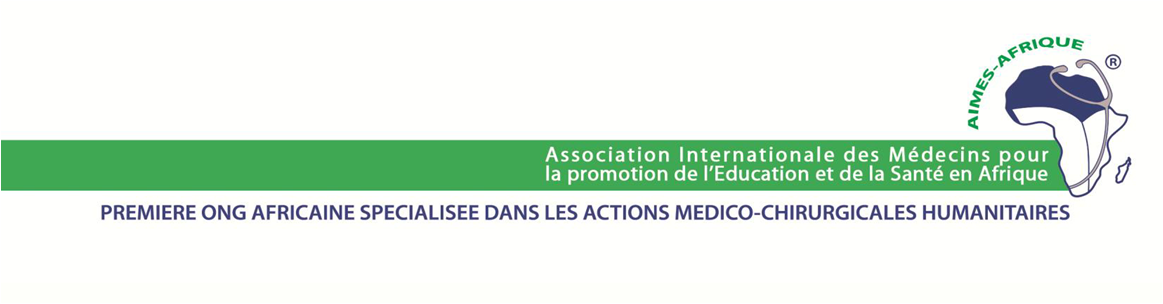 AIMES-AFRIQUE
®
Association Internationale des Médecins pour
la promotion de l'Education et de la Santé en Afrique
PREMIERE ONG AFRICAINE SPECIALISEE DANS LES ACTIONS MEDICO-CHIRURGICALES HUMANITAIRES